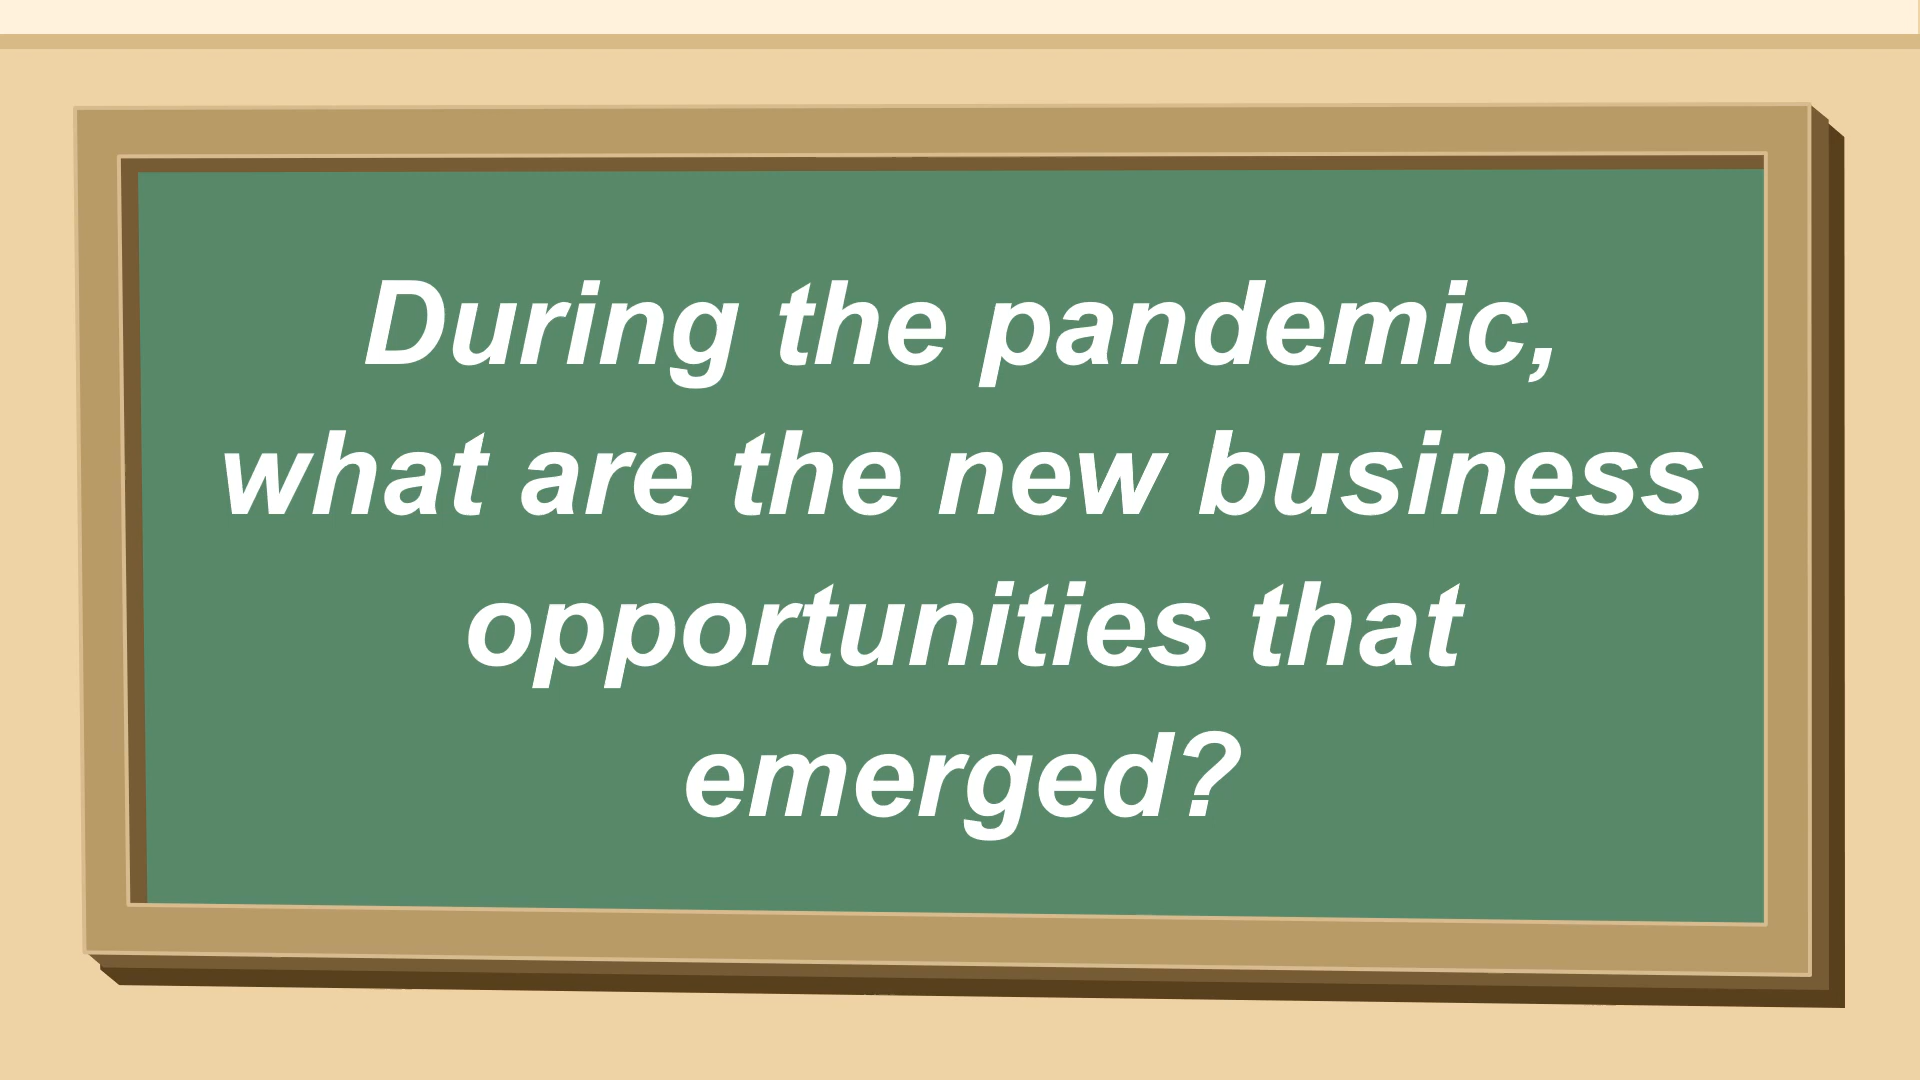 During the pandemic,
what are the new business
opportunities that
emerged?